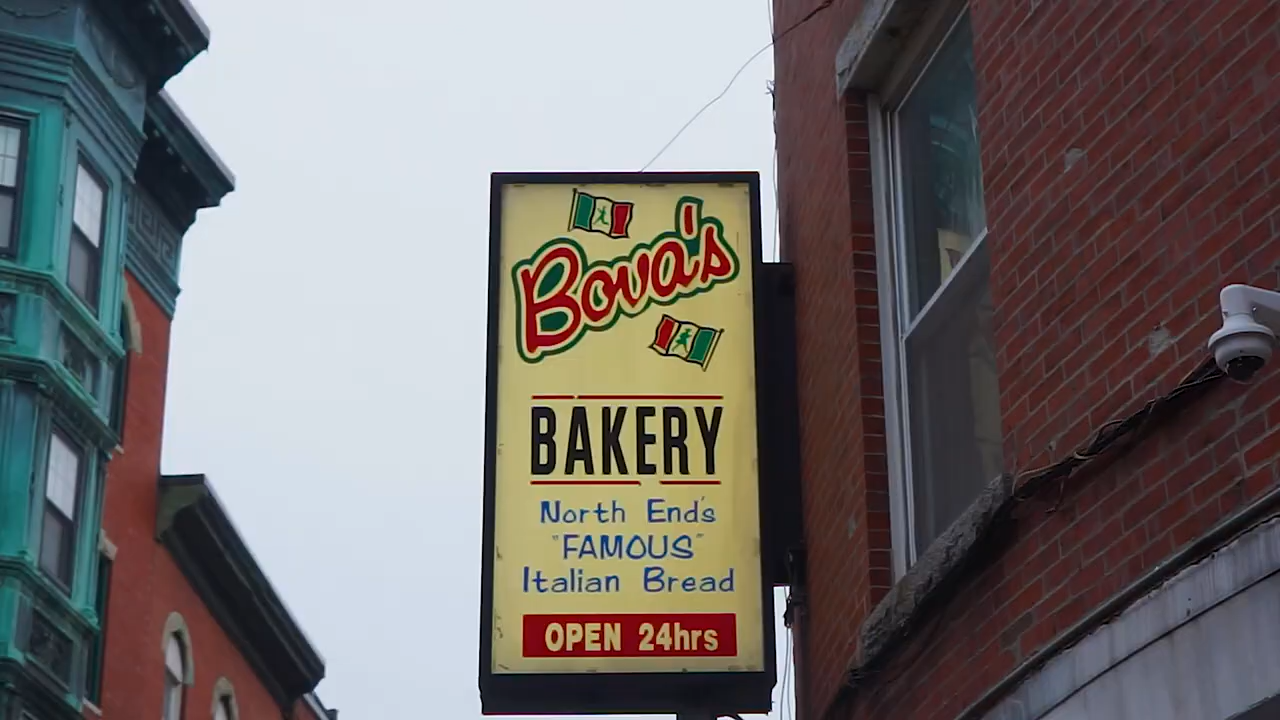 Bova's
BAKERY
North End's
"FAMOUS"
Italian Bread
OPEN 24hrs